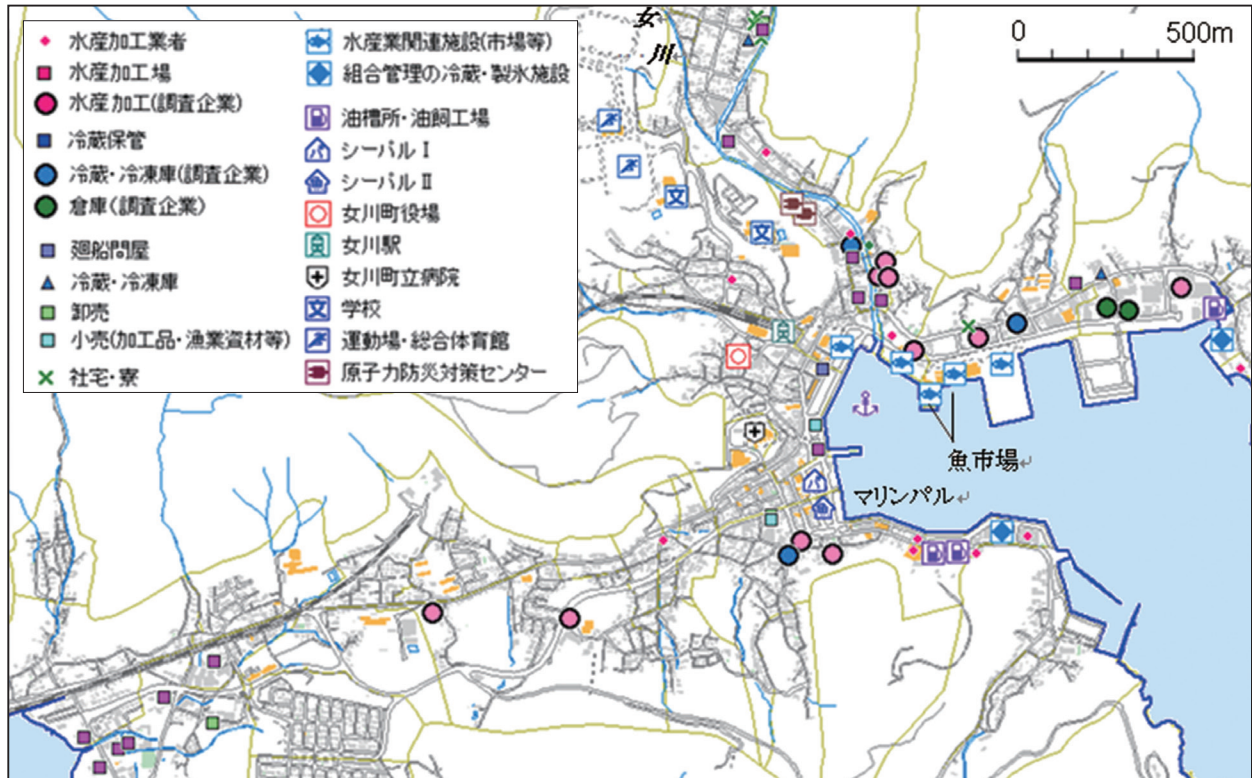 水産加工業者
水産加工場
水産加工(調査企業)
冷蔵保管
冷蔵・冷凍庫(調査企業)
倉庫(調査企業)
廻船問屋
冷蔵・冷凍庫
卸売
小売(加工品・漁業資材等)
社宅・寮
水産業関連施設(市場等)
組合管理の冷蔵・製氷施設
油槽所・油飼工場
シーパル I
シーパル II
女川町役場
女川駅
女川町立病院
学校
運動場・総合体育館
原子力防災対策センター
女
川
0 500m
文
文
魚市場
マリンパル